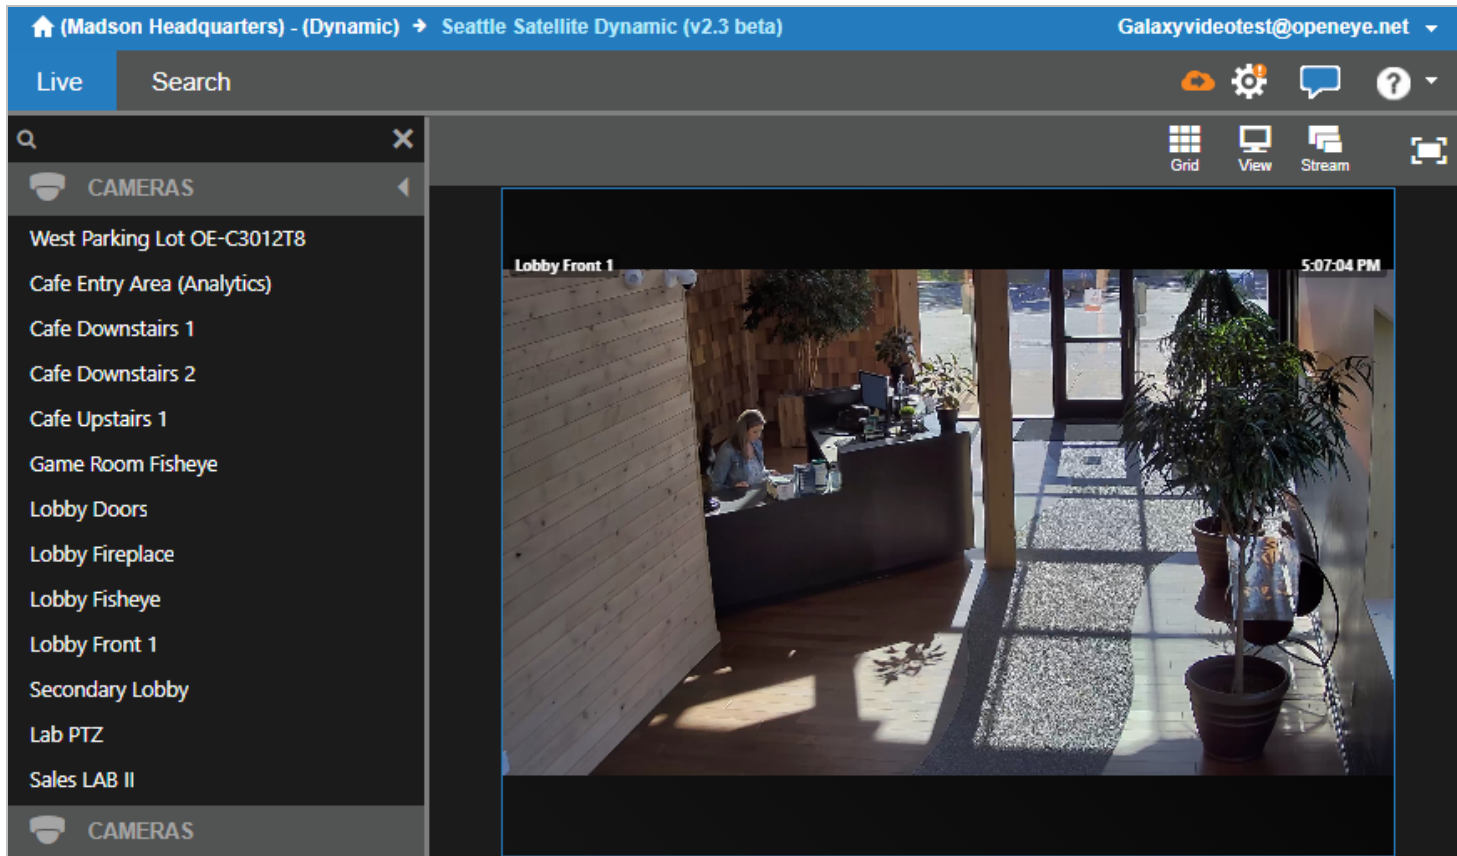 (Madson Headquarters) - (Dynamic) Seattle Satellite Dynamic (v2.3 beta) Galaxyvideotest@openeye.net
Live Search ?
CAMERAS
Grid View Stream
West Parking Lot OE-C3012T8
Cafe Entry Area (Analytics)
Cafe Downstairs 1
Cafe Downstairs 2
Cafe Upstairs 1
Game Room Fisheye
Lobby Doors
Lobby Fireplace
Lobby Fisheye
Lobby Front 1
Secondary Lobby
Lab PTZ
Sales LAB II
CAMERAS
Lobby Front 1 5:07:04 PM